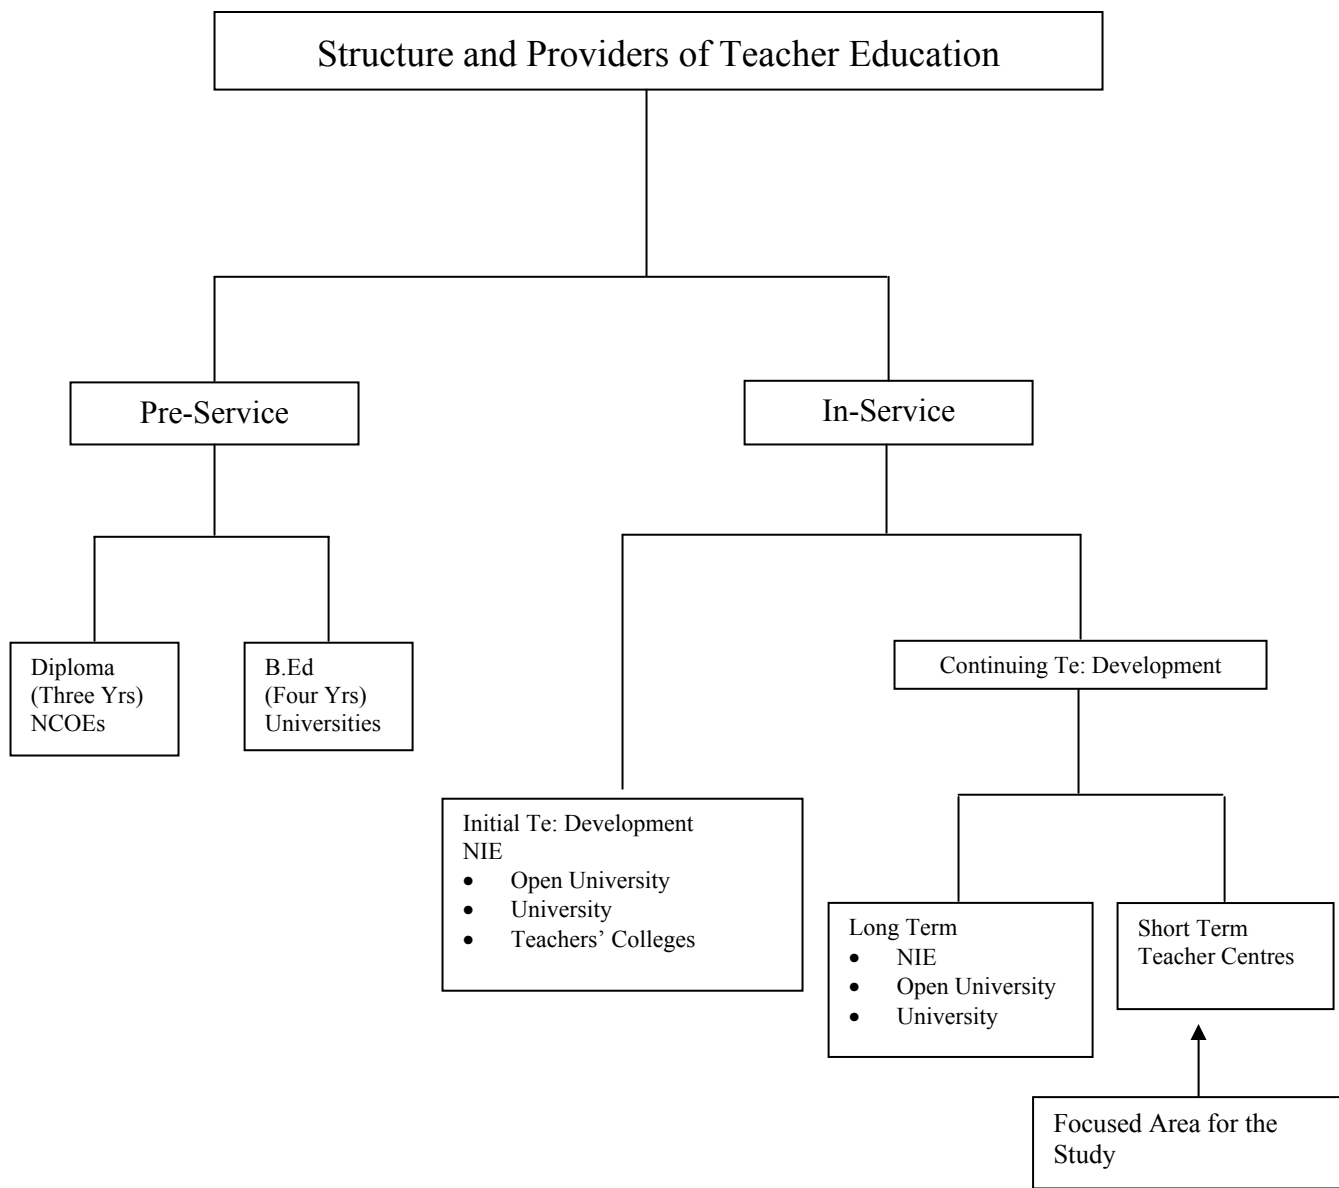 Structure and Providers of Teacher Education
Pre-Service
In-Service
Diploma
(Three Yrs)
NCOEs
B.Ed
(Four Yrs)
Universities
Continuing Te: Development
Initial Te: Development
NIE
• Open University
• University
• Teachers’ Colleges
Long Term
• NIE
• Open University
• University
Short Term
Teacher Centres
Focused Area for the
Study